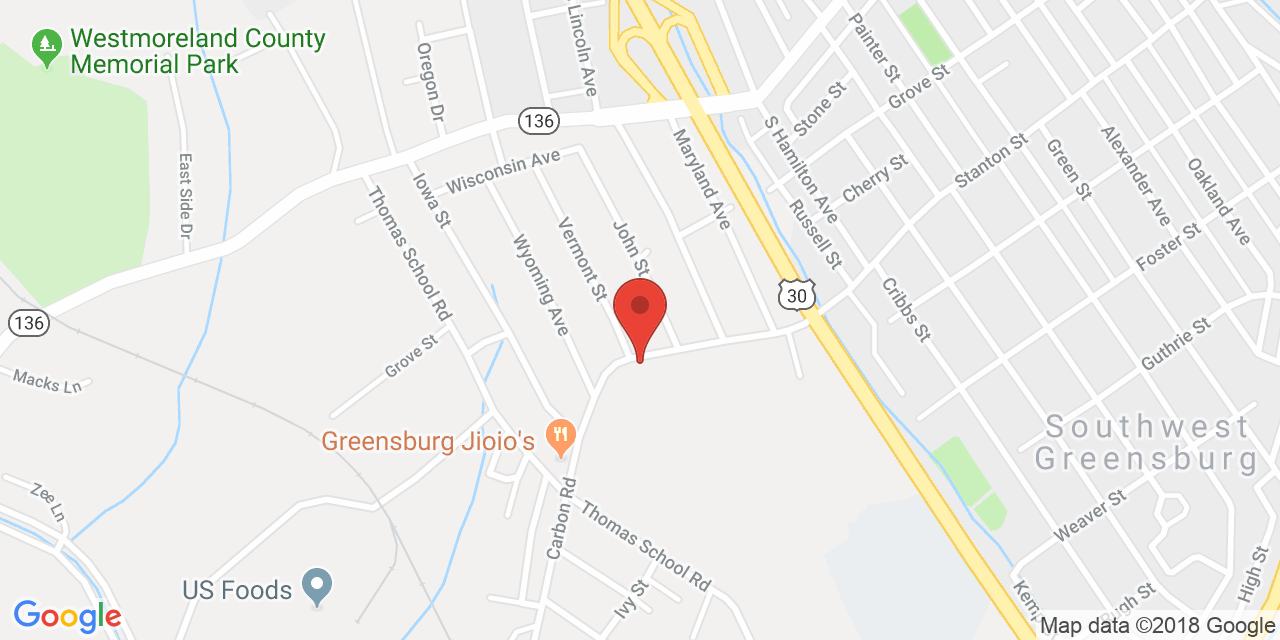 Westmoreland County
Memorial Park
Oregon Dr
S Lincoln Ave
Painter St
Grove St
Stone St
136
Wisconsin Ave
East Side Dr
Maryland Ave
S Hamilton Ave
Cherry St
Stanton St
Green St
Alexander Ave
Oakland Ave
Iowa St
Thomas School Rd
Vermont St
John St
Wyoming Ave
Russell St
Foster St
136
30
Cribbs St
Guthrie St
Grove St
Macks Ln
Greensburg Jioio's
Southwest
Greensburg
Zee Ln
Carbon Rd
Thomas School Rd
Weaver St
US Foods
Ivy St
High St
Google
Map data ©2018 Google